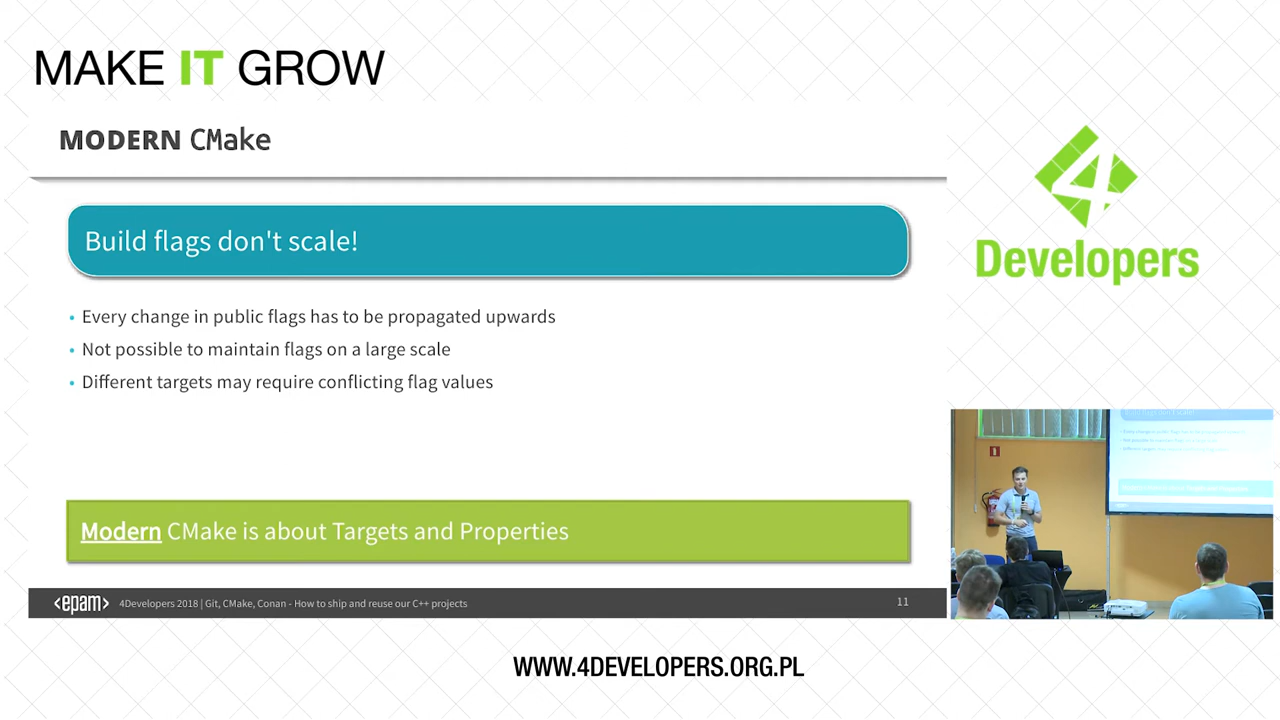 MAKE IT GROW
MODERN CMake
Build flags don't scale!
• Every change in public flags has to be propagated upwards
• Not possible to maintain flags on a large scale
• Different targets may require conflicting flag values
Modern CMake is about Targets and Properties
<epam> 4Developers 2018 | Git, CMake, Conan - How to ship and reuse our C++ projects 11
4
Developers
WWW.4DEVELOPERS.ORG.PL